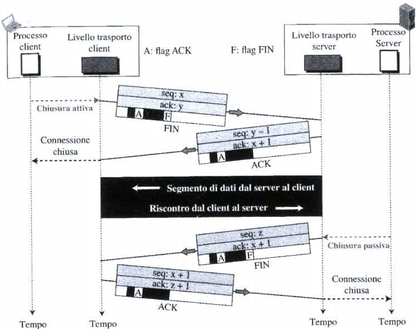 Processo client
Livello trasporto client
A: flag ACK
F: flag FIN
Livello trasporto server
Processo Server
Chiusura attiva
seq: x
ack: y
A F
FIN
Connessione chiusa
seq: y – 1
ack: x + 1
A
ACK
Segmento di dati dal server al client
Riscontro dal client al server
seq: z
ack: x + 1
A F
FIN
Chiusura passiva
seq: x + 1
ack: z + 1
A
ACK
Connessione chiusa
Tempo
Tempo
Tempo
Tempo